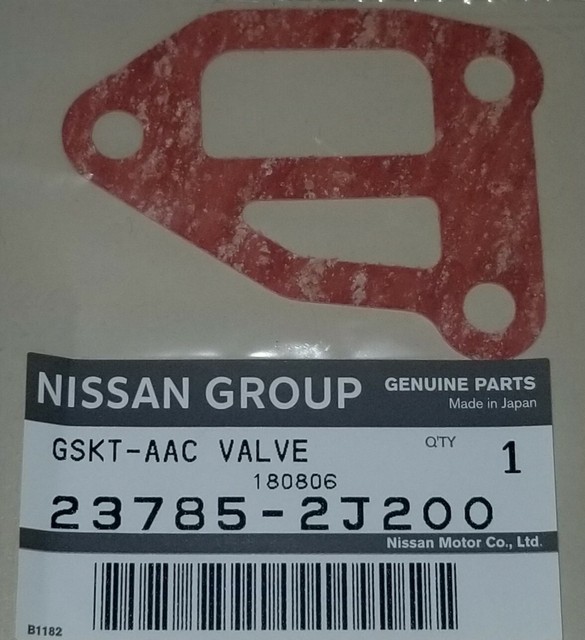 NISSAN GROUP
GENUINE PARTS
Made in Japan
GSKT-AAC VALVE
Q'TY
1
180806
23785-2J200
Nissan Motor Co., Ltd.
B1182